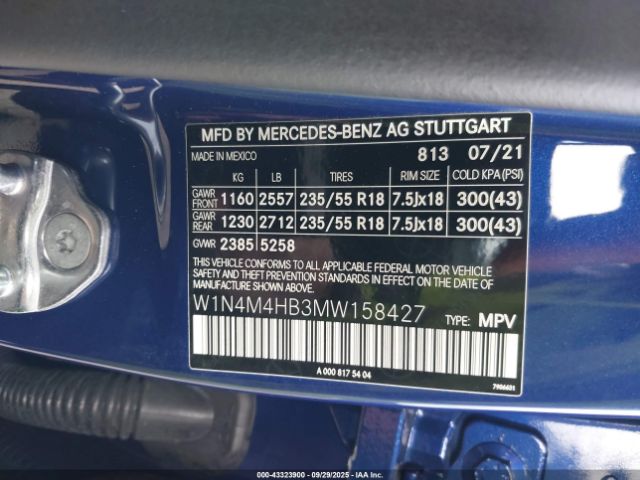 MFD BY MERCEDES-BENZ AG STUTTGART
MADE IN MEXICO 813 07/21
KG LB TIRES RIM SIZE COLD KPA(PSI)
GAWR FRONT 1160 2557 235/55 R18 7.5Jx18 300(43)
GAWR REAR 1230 2712 235/55 R18 7.5Jx18 300(43)
GVWR 2385 5258
THIS VEHICLE CONFORMS TO ALL APPLICABLE FEDERAL MOTOR VEHICLE
SAFETY AND THEFT PREVENTION STANDARDS IN EFFECT ON THE DATE OF
MANUFACTURE SHOWN ABOVE.
W1N4M4HB3MW158427 TYPE: MPV
A 000 817 54 04
7906601
000-43323900 - 09/29/2025 - IAA Inc.